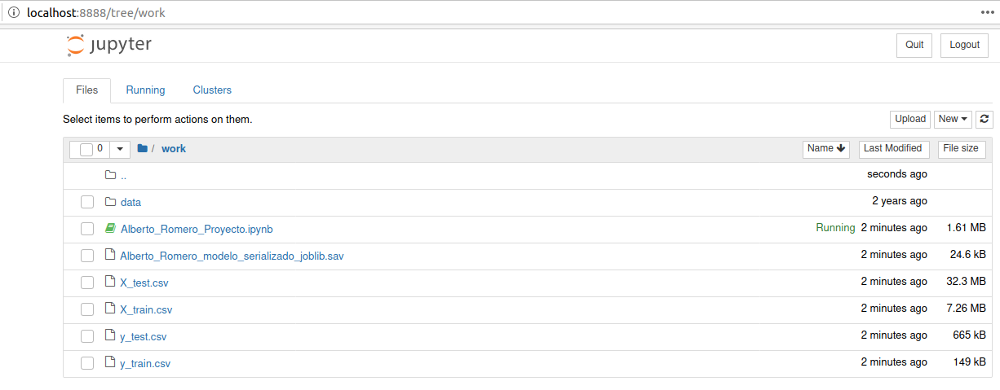 localhost:8888/tree/work
jupyter
Quit Logout
Files Running Clusters
Select items to perform actions on them.
Upload New
0 / work Name Last Modified File size
.. seconds ago
data 2 years ago
Alberto_Romero_Proyecto.ipynb Running 2 minutes ago 1.61 MB
Alberto_Romero_modelo_serializado_joblib.sav 2 minutes ago 24.6 kB
X_test.csv 2 minutes ago 32.3 MB
X_train.csv 2 minutes ago 7.26 MB
y_test.csv 2 minutes ago 665 kB
y_train.csv 2 minutes ago 149 kB